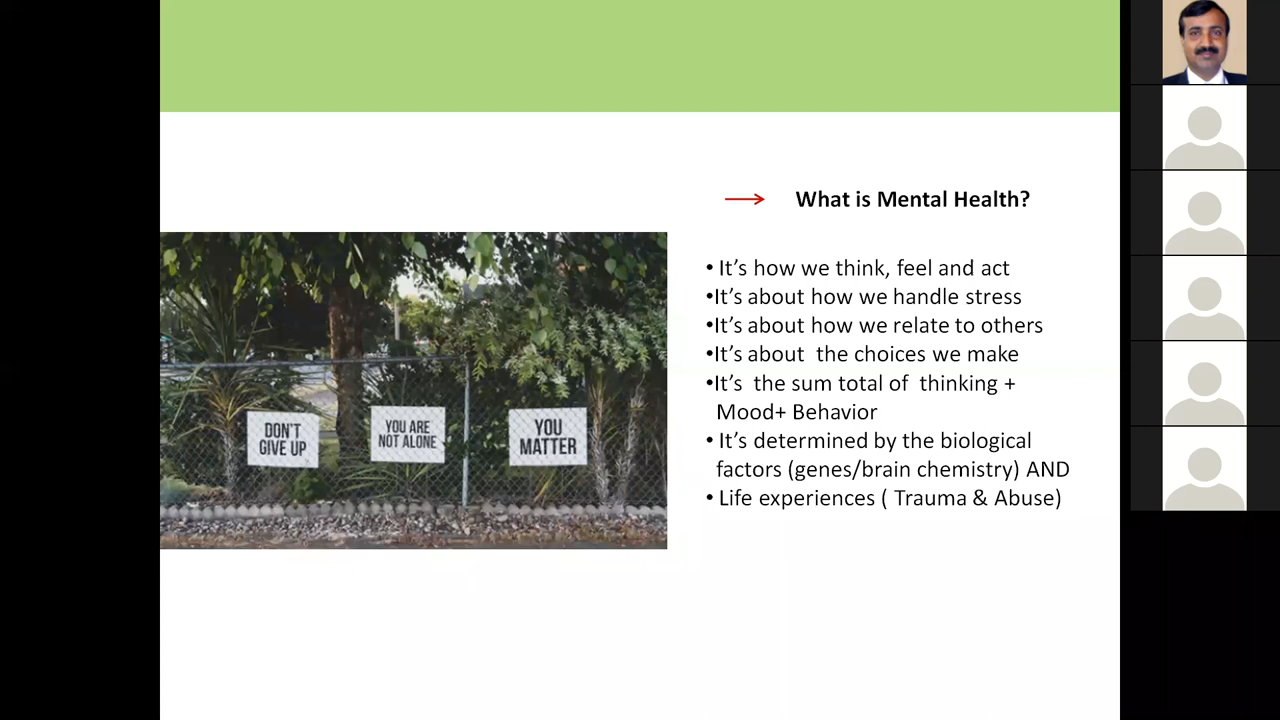 What is Mental Health?
• It’s how we think, feel and act
•It’s about how we handle stress
•It’s about how we relate to others
•It’s about  the choices we make
•It’s  the sum total of  thinking +
Mood+ Behavior
• It’s determined by the biological
factors (genes/brain chemistry) AND
• Life experiences ( Trauma & Abuse)
DON'T
GIVE UP
YOU ARE
NOT ALONE
YOU
MATTER